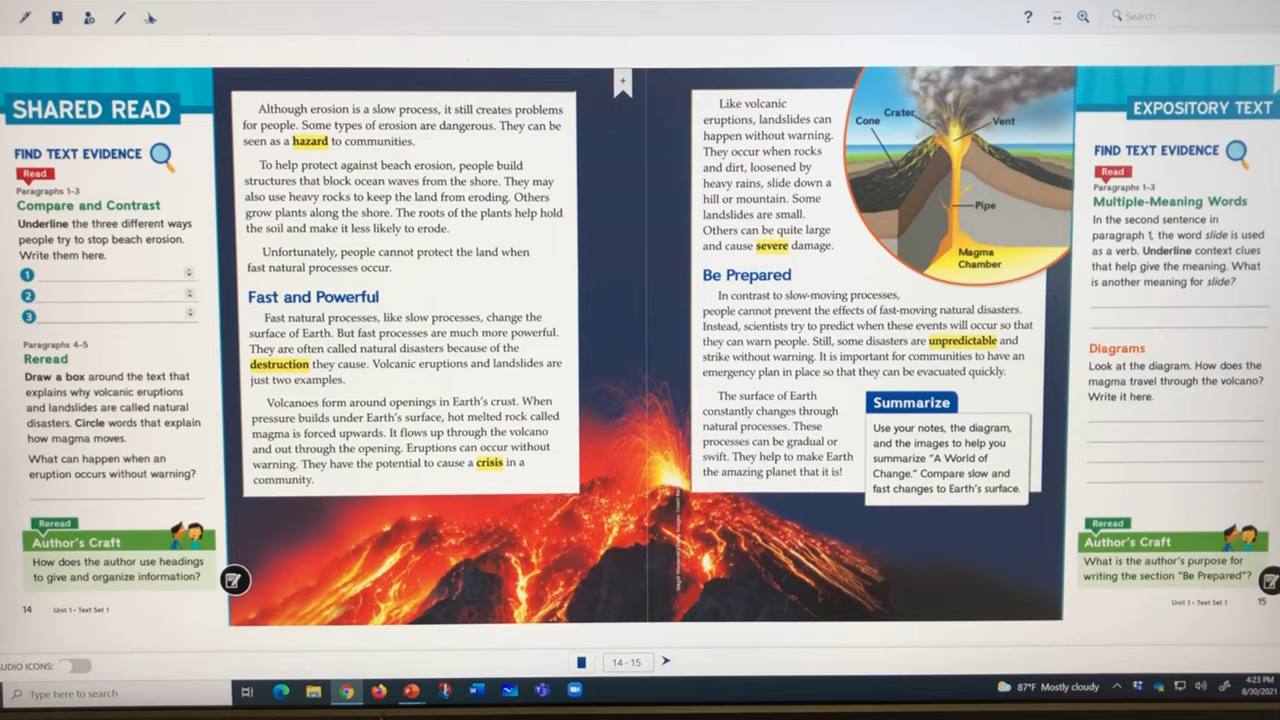 Search
SHARED READ
FIND TEXT EVIDENCE
Read
Paragraphs 1-3
Compare and Contrast
Underline the three different ways
people try to stop beach erosion.
Write them here.
1
2
3
Paragraphs 4-5
Reread
Draw a box around the text that
explains why volcanic eruptions
and landslides are called natural
disasters. Circle words that explain
how magma moves.
What can happen when an
eruption occurs without warning?
Reread
Author's Craft
How does the author use headings
to give and organize information?
14 Unit 1 • Text Set 1
Although erosion is a slow process, it still creates problems
for people. Some types of erosion are dangerous. They can be
seen as a hazard to communities.
To help protect against beach erosion, people build
structures that block ocean waves from the shore. They may
also use heavy rocks to keep the land from eroding. Others
grow plants along the shore. The roots of the plants help hold
the soil and make it less likely to erode.
Unfortunately, people cannot protect the land when
fast natural processes occur.
Fast and Powerful
Fast natural processes, like slow processes, change the
surface of Earth. But fast processes are much more powerful.
They are often called natural disasters because of the
destruction they cause. Volcanic eruptions and landslides are
just two examples.
Volcanoes form around openings in Earth's crust. When
pressure builds under Earth's surface, hot melted rock called
magma is forced upwards. It flows up through the volcano
and out through the opening. Eruptions can occur without
warning. They have the potential to cause a crisis in a
community.
Like volcanic
eruptions, landslides can
happen without warning.
They occur when rocks
and dirt, loosened by
heavy rains, slide down a
hill or mountain. Some
landslides are small.
Others can be quite large
and cause severe damage.
Cone
Crater
Vent
Pipe
Magma
Chamber
Be Prepared
In contrast to slow-moving processes,
people cannot prevent the effects of fast-moving natural disasters.
Instead, scientists try to predict when these events will occur so that
they can warn people. Still, some disasters are unpredictable and
strike without warning. It is important for communities to have an
emergency plan in place so that they can be evacuated quickly.
The surface of Earth
constantly changes through
natural processes. These
processes can be gradual or
swift. They help to make Earth
the amazing planet that it is!
Summarize
Use your notes, the diagram,
and the images to help you
summarize "A World of
Change." Compare slow and
fast changes to Earth's surface.
EXPOSITORY TEXT
FIND TEXT EVIDENCE
Read
Paragraphs 1-3
Multiple-Meaning Words
In the second sentence in
paragraph 1, the word slide is used
as a verb. Underline context clues
that help give the meaning. What
is another meaning for slide?
Diagrams
Look at the diagram. How does the
magma travel through the volcano?
Write it here.
Reread
Author's Craft
What is the author's purpose for
writing the section "Be Prepared"?
Unit 1 • Text Set 1 15
UDIO ICONS:
14 - 15
Type here to search
87°F Mostly cloudy
4:23 PM
8/30/2021